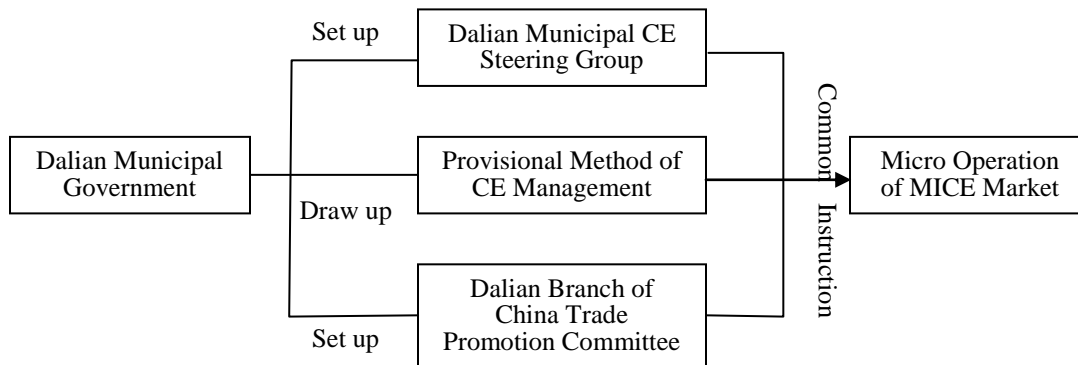 Set up
Dalian Municipal CE
Steering Group
Dalian Municipal
Government
Draw up
Provisional Method of
CE Management
Common Instruction
Micro Operation
of MICE Market
Set up
Dalian Branch of
China Trade
Promotion Committee